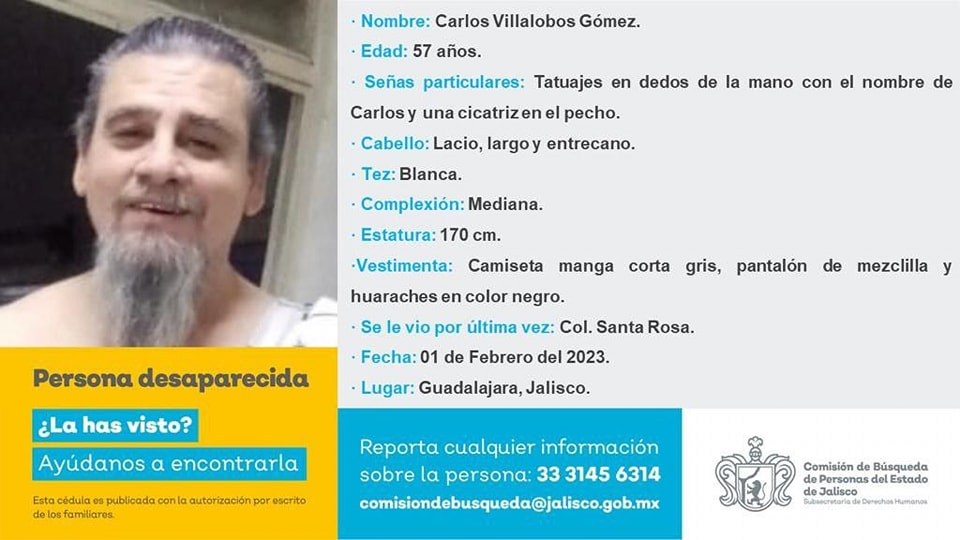 · Nombre: Carlos Villalobos Gómez.
· Edad: 57 años.
· Señas particulares: Tatuajes en dedos de la mano con el nombre de
Carlos y una cicatriz en el pecho.
· Cabello: Lacio, largo y entrecano.
· Tez: Blanca.
· Complexión: Mediana.
· Estatura: 170 cm.
·Vestimenta: Camiseta manga corta gris, pantalón de mezclilla y
huaraches en color negro.
· Se le vio por última vez: Col. Santa Rosa.
· Fecha: 01 de Febrero del 2023.
· Lugar: Guadalajara, Jalisco.
Persona desaparecida
¿La has visto?
Ayúdanos a encontrarla
Esta cédula es publicada con la autorización por escrito
de los familiares.
Reporta cualquier información
sobre la persona: 33 3145 6314
comisiondebusqueda@jalisco.gob.mx
Comisión de Búsqueda
de Personas del Estado
de Jalisco
Subsecretaría de Derechos Humanos